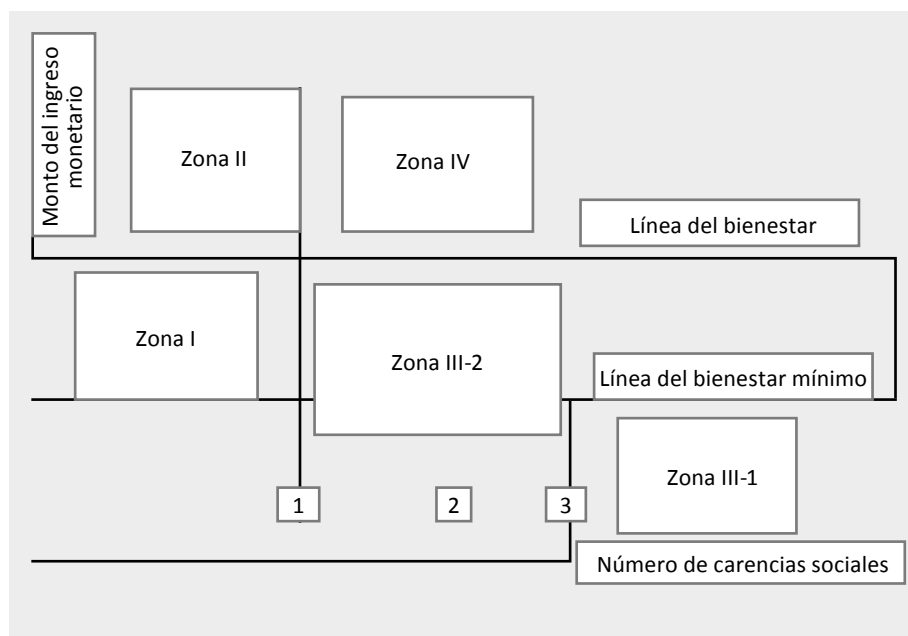 Monto del ingreso
monetario
Zona II
Zona IV
Línea del bienestar
Zona I
Zona III-2
Línea del bienestar mínimo
Zona III-1
1
2
3
Número de carencias sociales